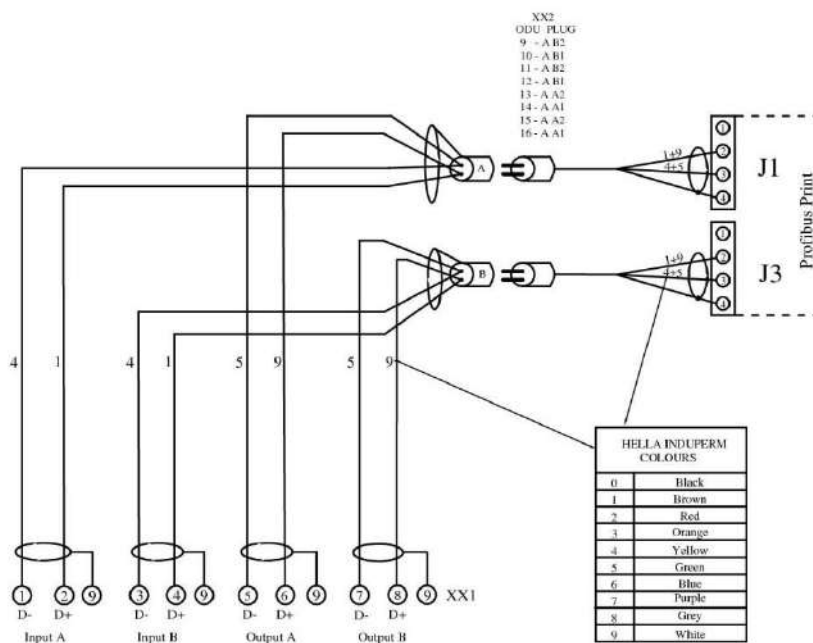 XX2
ODU PLUG
9 - A B2
10 - A B1
11 - A B2
12 - A B1
13 - A A2
14 - A A1
15 - A A2
16 - A A1
A
1+9
4+5
1
2
3
4
J1
B
1+9
4+5
1
2
3
4
J3
Profibus Print
4
1
4
1
5
9
5
9
HELLA INDUPERM
COLOURS
0 Black
1 Brown
2 Red
3 Orange
4 Yellow
5 Green
6 Blue
7 Purple
8 Grey
9 White
1 2 9 3 4 9 5 6 9 7 8 9 XX1
D- D+ D- D+ D- D+ D- D+
Input A Input B Output A Output B